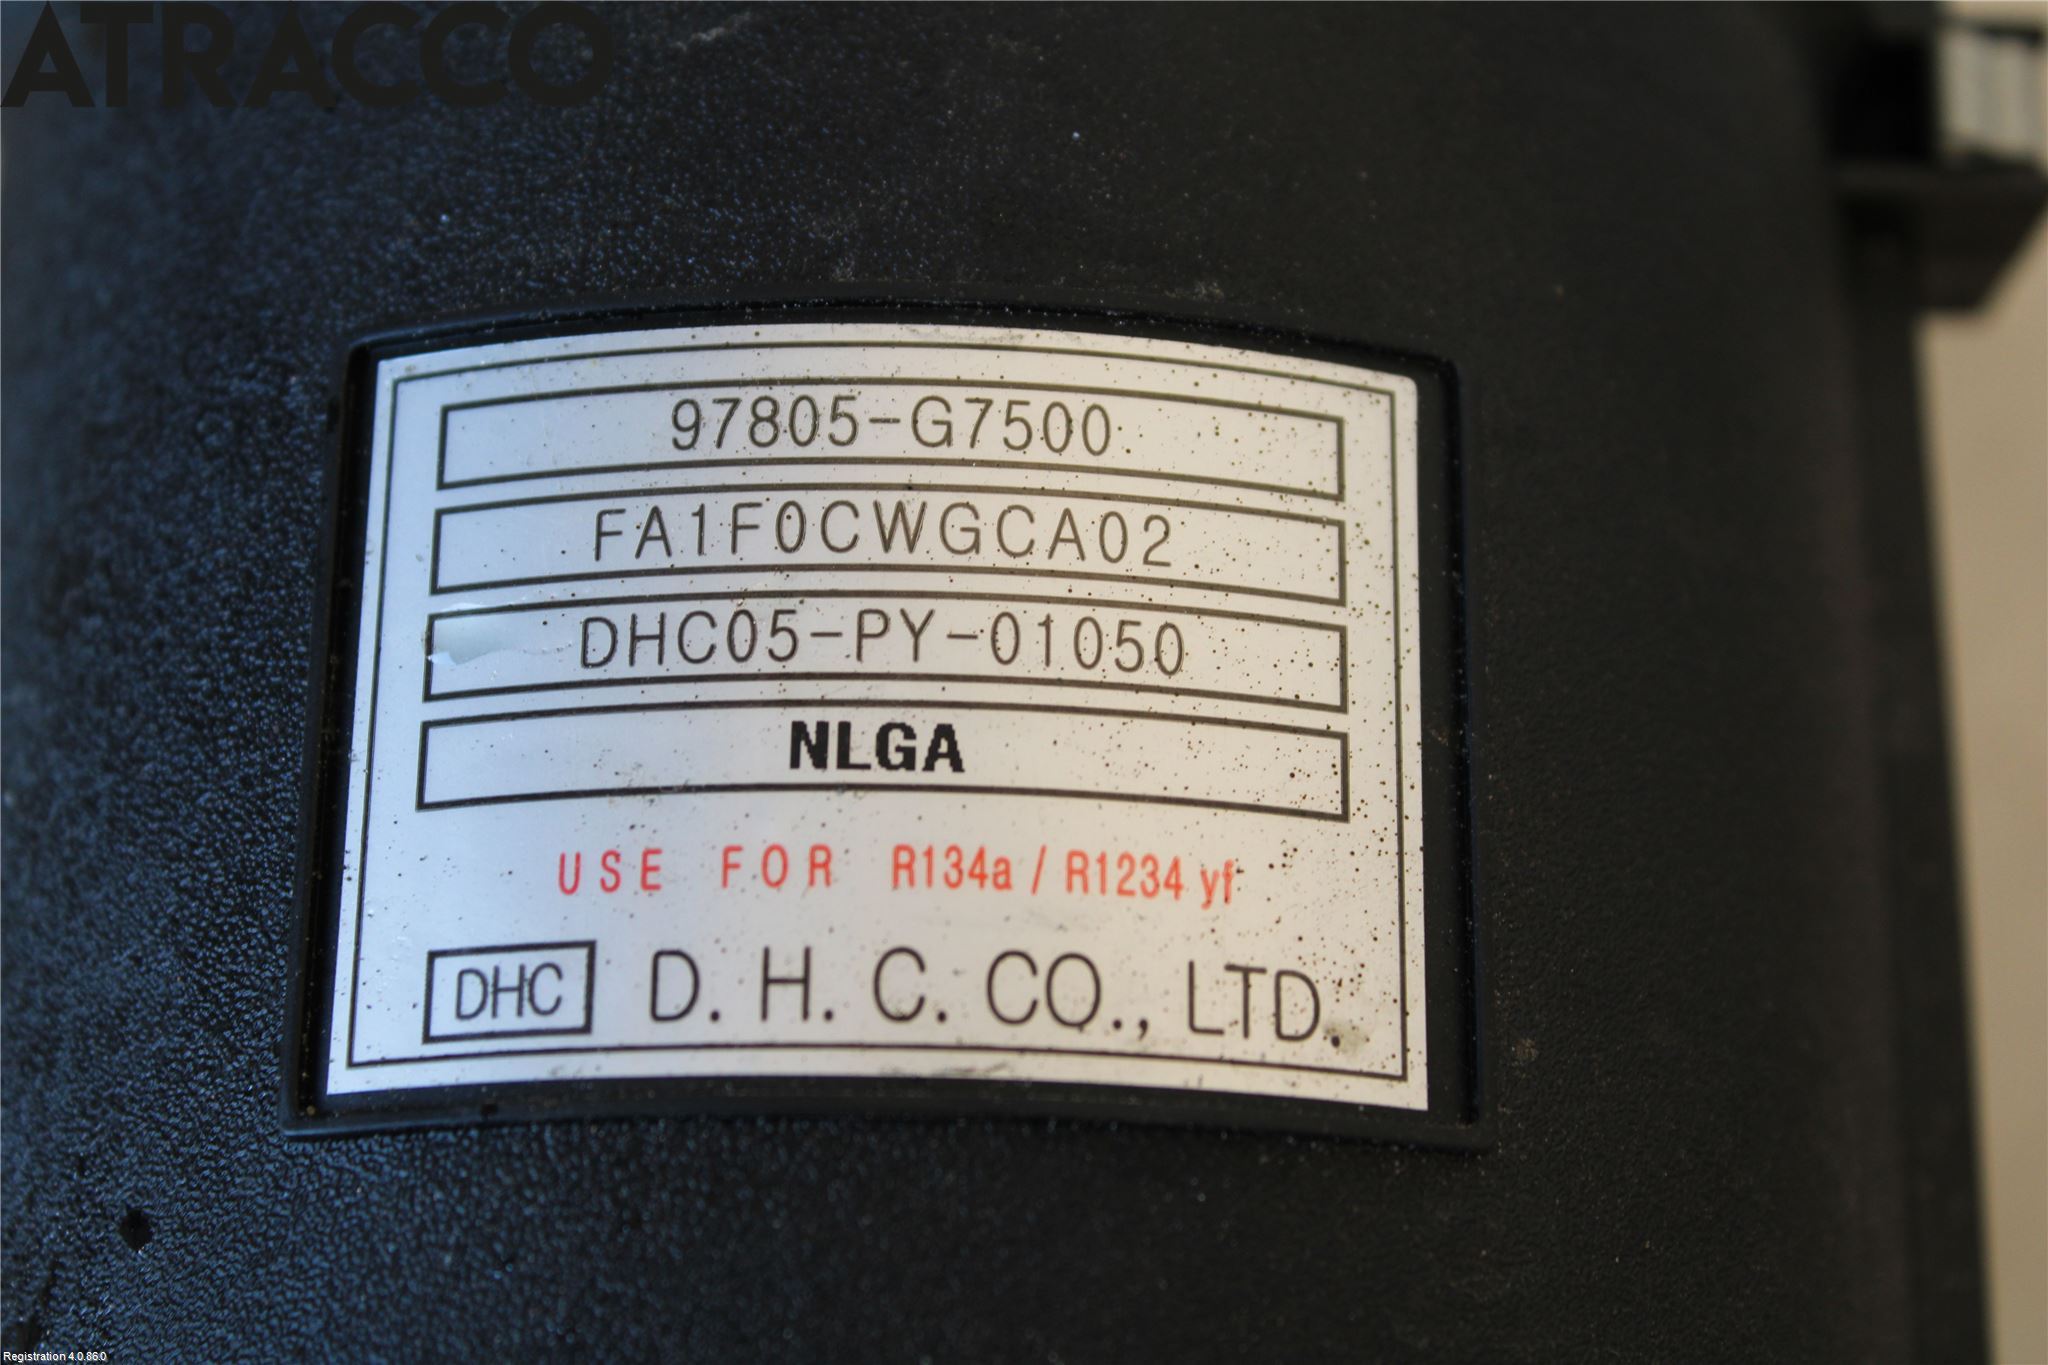 ATRACCO
97805-G7500
FA1F0CWGCA02
DHC05-PY-01050
NLGA
USE FOR R134a / R1234 yf
DHC D. H. C. CO., LTD.
Registration 4.0.86.0